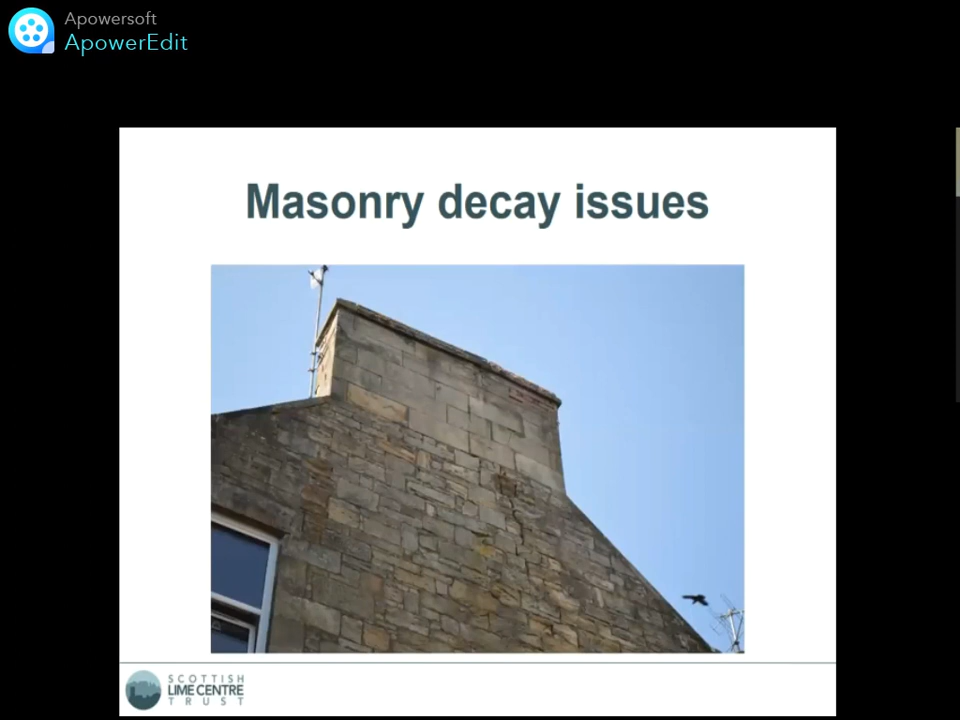 Apowersoft
ApowerEdit
Masonry decay issues
SCOTTISH
LIME CENTRE
TRUST